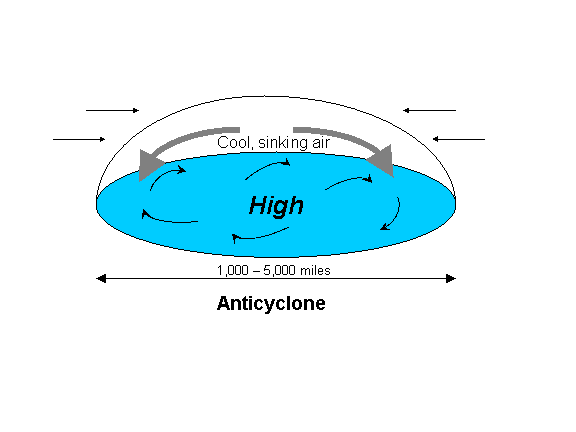 Cool, sinking air
High
1,000 – 5,000 miles
Anticyclone